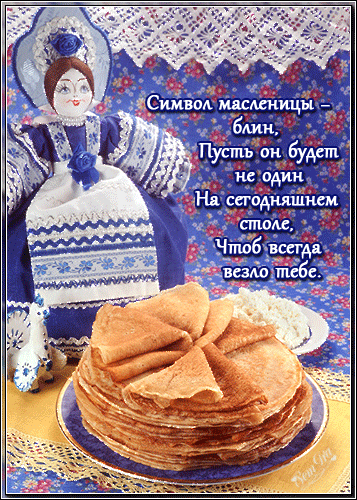 Символ масленицы –
блин,
Пусть он будет
не один
На сегодняшнем
столе,
Чтоб всегда
везло тебе.